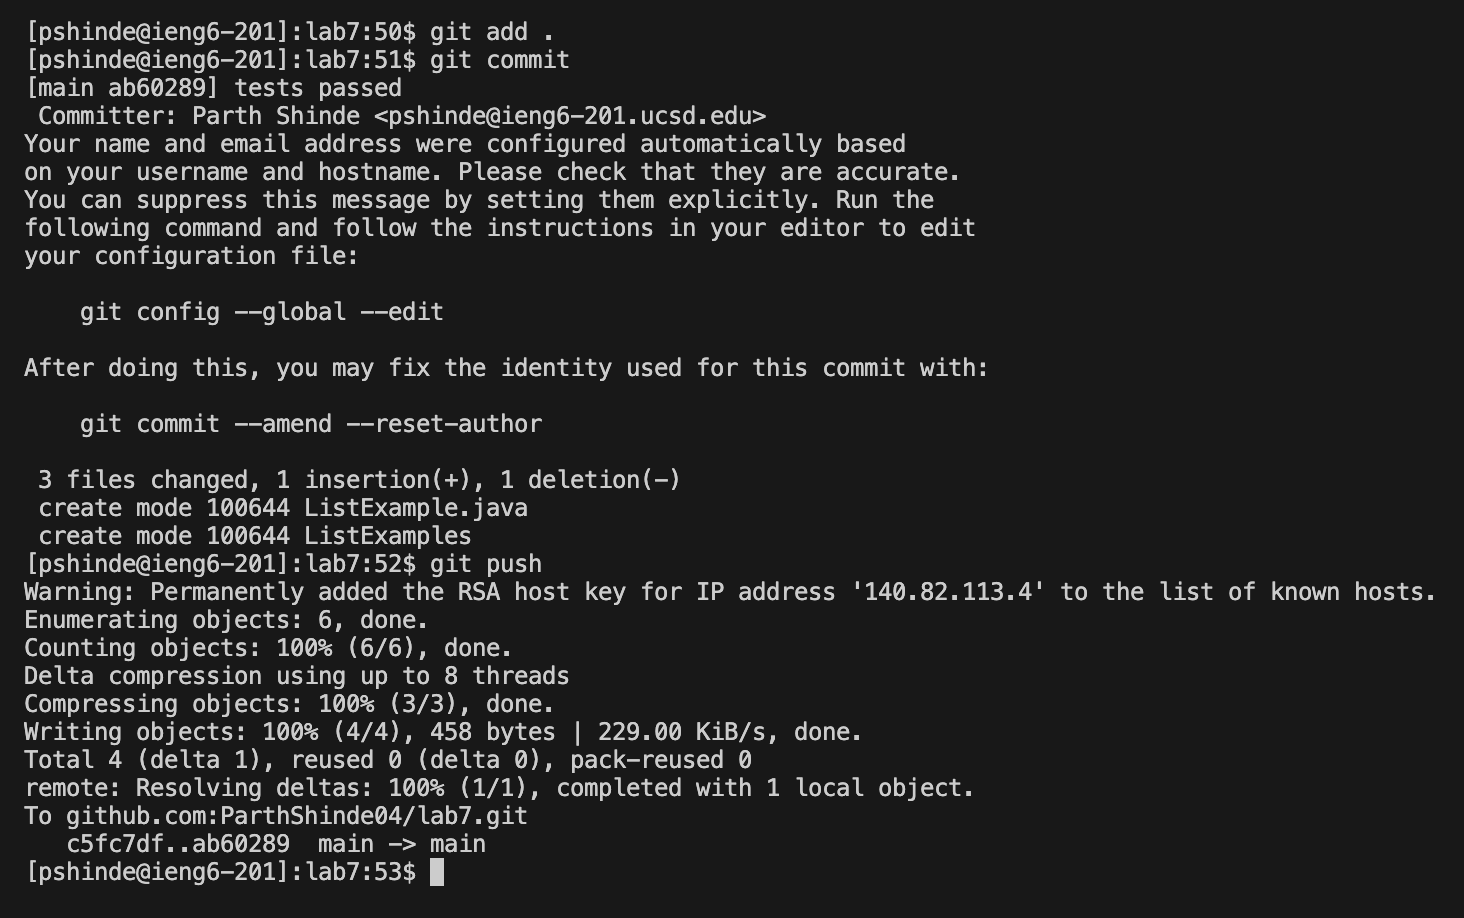 [pshinde@ieng6-201]:lab7:50$ git add .
[pshinde@ieng6-201]:lab7:51$ git commit
[main ab60289] tests passed
 Committer: Parth Shinde <pshinde@ieng6-201.ucsd.edu>
Your name and email address were configured automatically based
on your username and hostname. Please check that they are accurate.
You can suppress this message by setting them explicitly. Run the
following command and follow the instructions in your editor to edit
your configuration file:

    git config --global --edit

After doing this, you may fix the identity used for this commit with:

    git commit --amend --reset-author

 3 files changed, 1 insertion(+), 1 deletion(-)
 create mode 100644 ListExample.java
 create mode 100644 ListExamples
[pshinde@ieng6-201]:lab7:52$ git push
Warning: Permanently added the RSA host key for IP address '140.82.113.4' to the list of known hosts.
Enumerating objects: 6, done.
Counting objects: 100% (6/6), done.
Delta compression using up to 8 threads
Compressing objects: 100% (3/3), done.
Writing objects: 100% (4/4), 458 bytes | 229.00 KiB/s, done.
Total 4 (delta 1), reused 0 (delta 0), pack-reused 0
remote: Resolving deltas: 100% (1/1), completed with 1 local object.
To github.com:ParthShinde04/lab7.git
   c5fc7df..ab60289  main -> main
[pshinde@ieng6-201]:lab7:53$